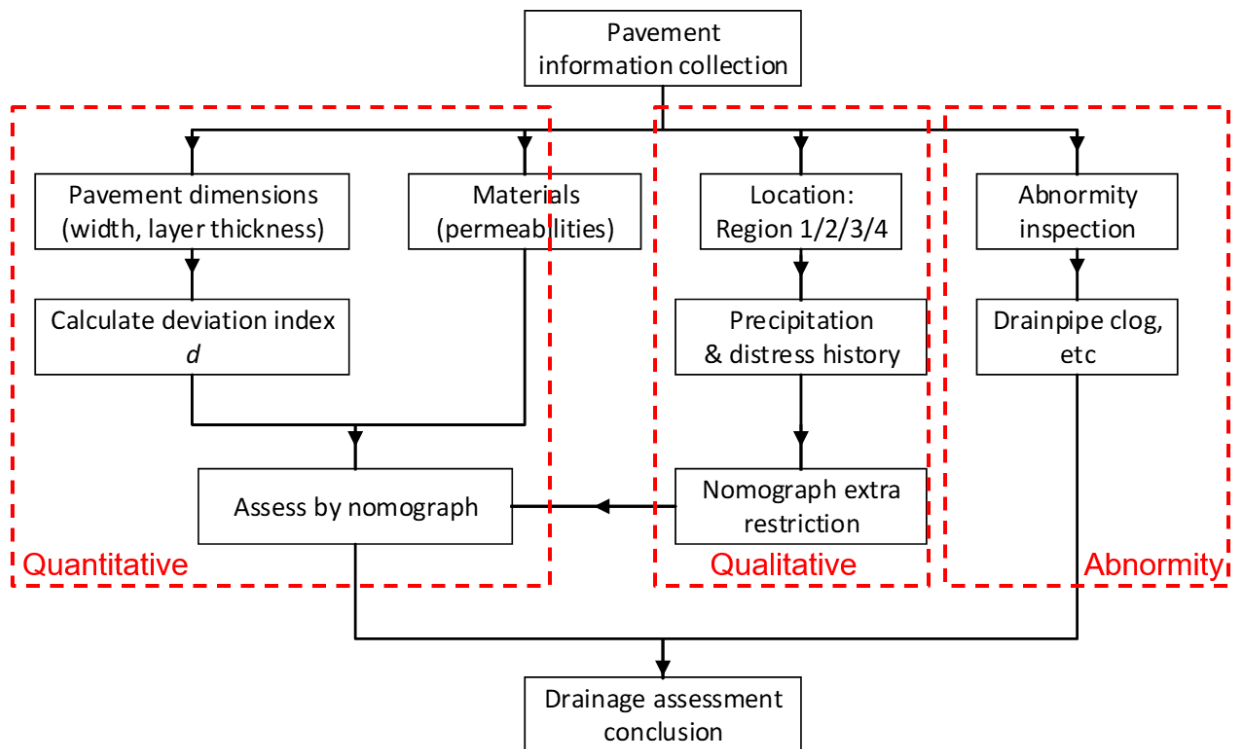 Pavement
information collection
Pavement dimensions
(width, layer thickness)
Materials
(permeabilities)
Location:
Region 1/2/3/4
Abnormity
inspection
Calculate deviation index
d
Precipitation
& distress history
Drainpipe clog,
etc
Assess by nomograph
Nomograph extra
restriction
Quantitative
Qualitative
Abnormity
Drainage assessment
conclusion